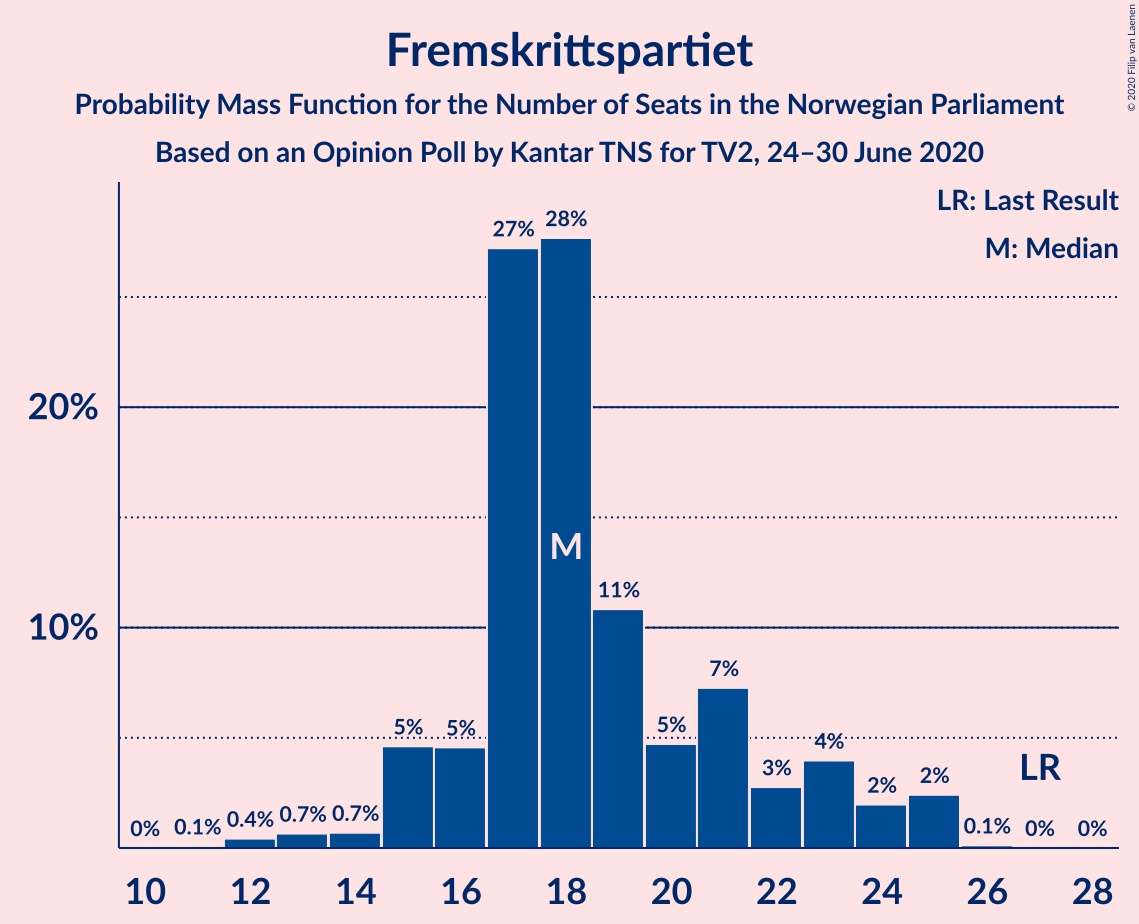 Fremskrittspartiet
Probability Mass Function for the Number of Seats in the Norwegian Parliament
Based on an Opinion Poll by Kantar TNS for TV2, 24–30 June 2020
© 2020 Filip van Laenen
LR: Last Result
M: Median
27%
28%
20%
M
11%
10%
7%
5%
5%
5%
4%
3%
LR
2%
2%
0%
0.1%
0.4%
0.7%
0.7%
0.1%
0%
0%
10 12 14 16 18 20 22 24 26 28